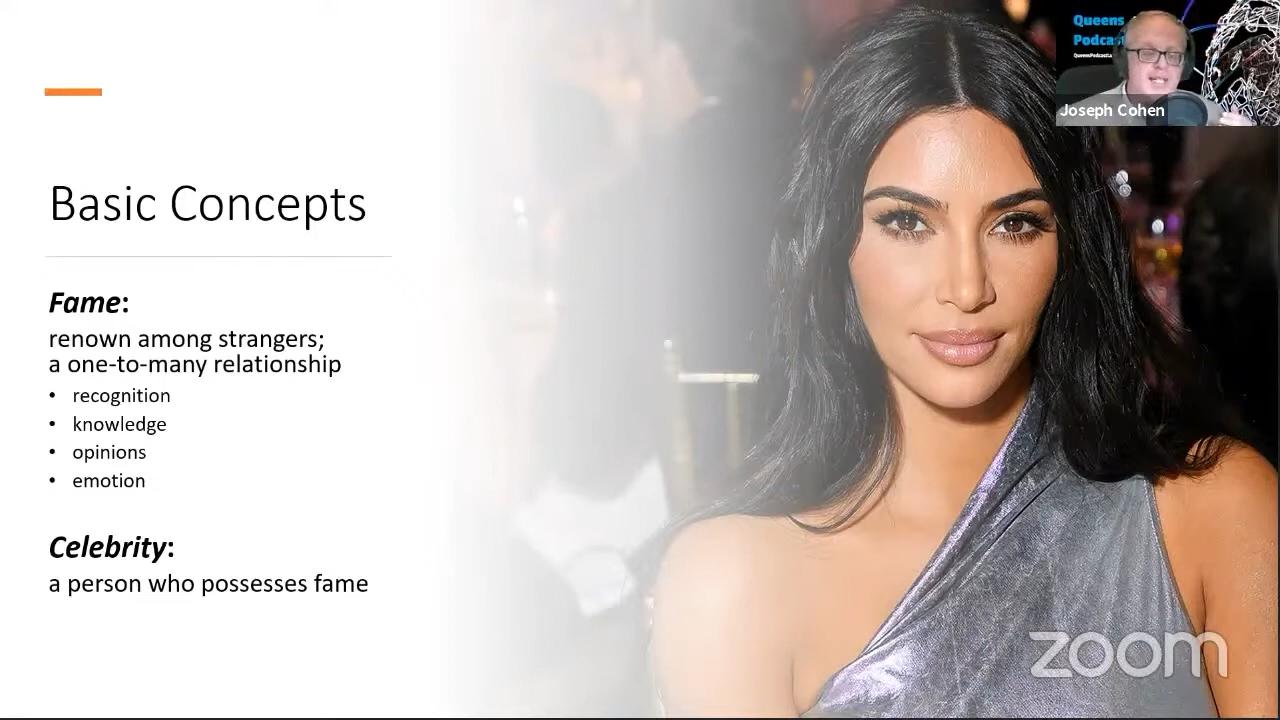 Basic Concepts
Fame:
renown among strangers;
a one-to-many relationship
• recognition
• knowledge
• opinions
• emotion
Celebrity:
a person who possesses fame
Queens
Podcast
Joseph Cohen
zoom